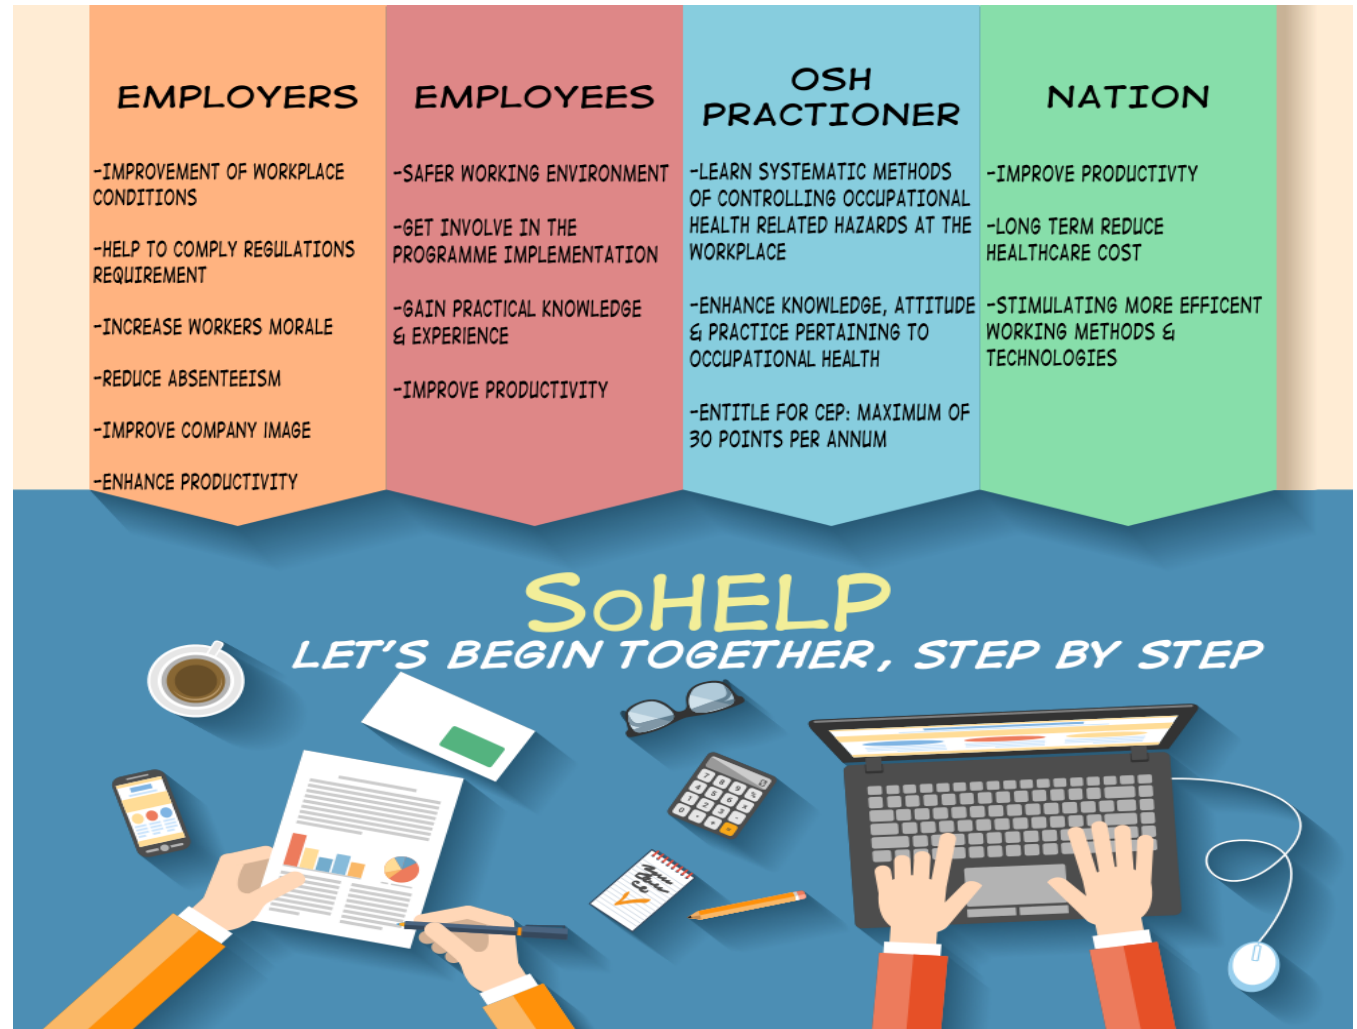 EMPLOYERS
-IMPROVEMENT OF WORKPLACE
CONDITIONS
-HELP TO COMPLY REGULATIONS
REQUIREMENT
-INCREASE WORKERS MORALE
-REDUCE ABSENTEEISM
-IMPROVE COMPANY IMAGE
-ENHANCE PRODUCTIVITY
EMPLOYEES
-SAFER WORKING ENVIRONMENT
-GET INVOLVE IN THE
PROGRAMME IMPLEMENTATION
-GAIN PRACTICAL KNOWLEDGE
& EXPERIENCE
-IMPROVE PRODUCTIVITY
OSH
PRACTIONER
-LEARN SYSTEMATIC METHODS
OF CONTROLLING OCCUPATIONAL
HEALTH RELATED HAZARDS AT THE
WORKPLACE
-ENHANCE KNOWLEDGE, ATTITUDE
& PRACTICE PERTAINING TO
OCCUPATIONAL HEALTH
-ENTITLE FOR CEP: MAXIMUM OF
30 POINTS PER ANNUM
NATION
-IMPROVE PRODUCTIVTY
-LONG TERM REDUCE
HEALTHCARE COST
-STIMULATING MORE EFFICENT
WORKING METHODS &
TECHNOLOGIES
SoHELP
LET'S BEGIN TOGETHER, STEP BY STEP